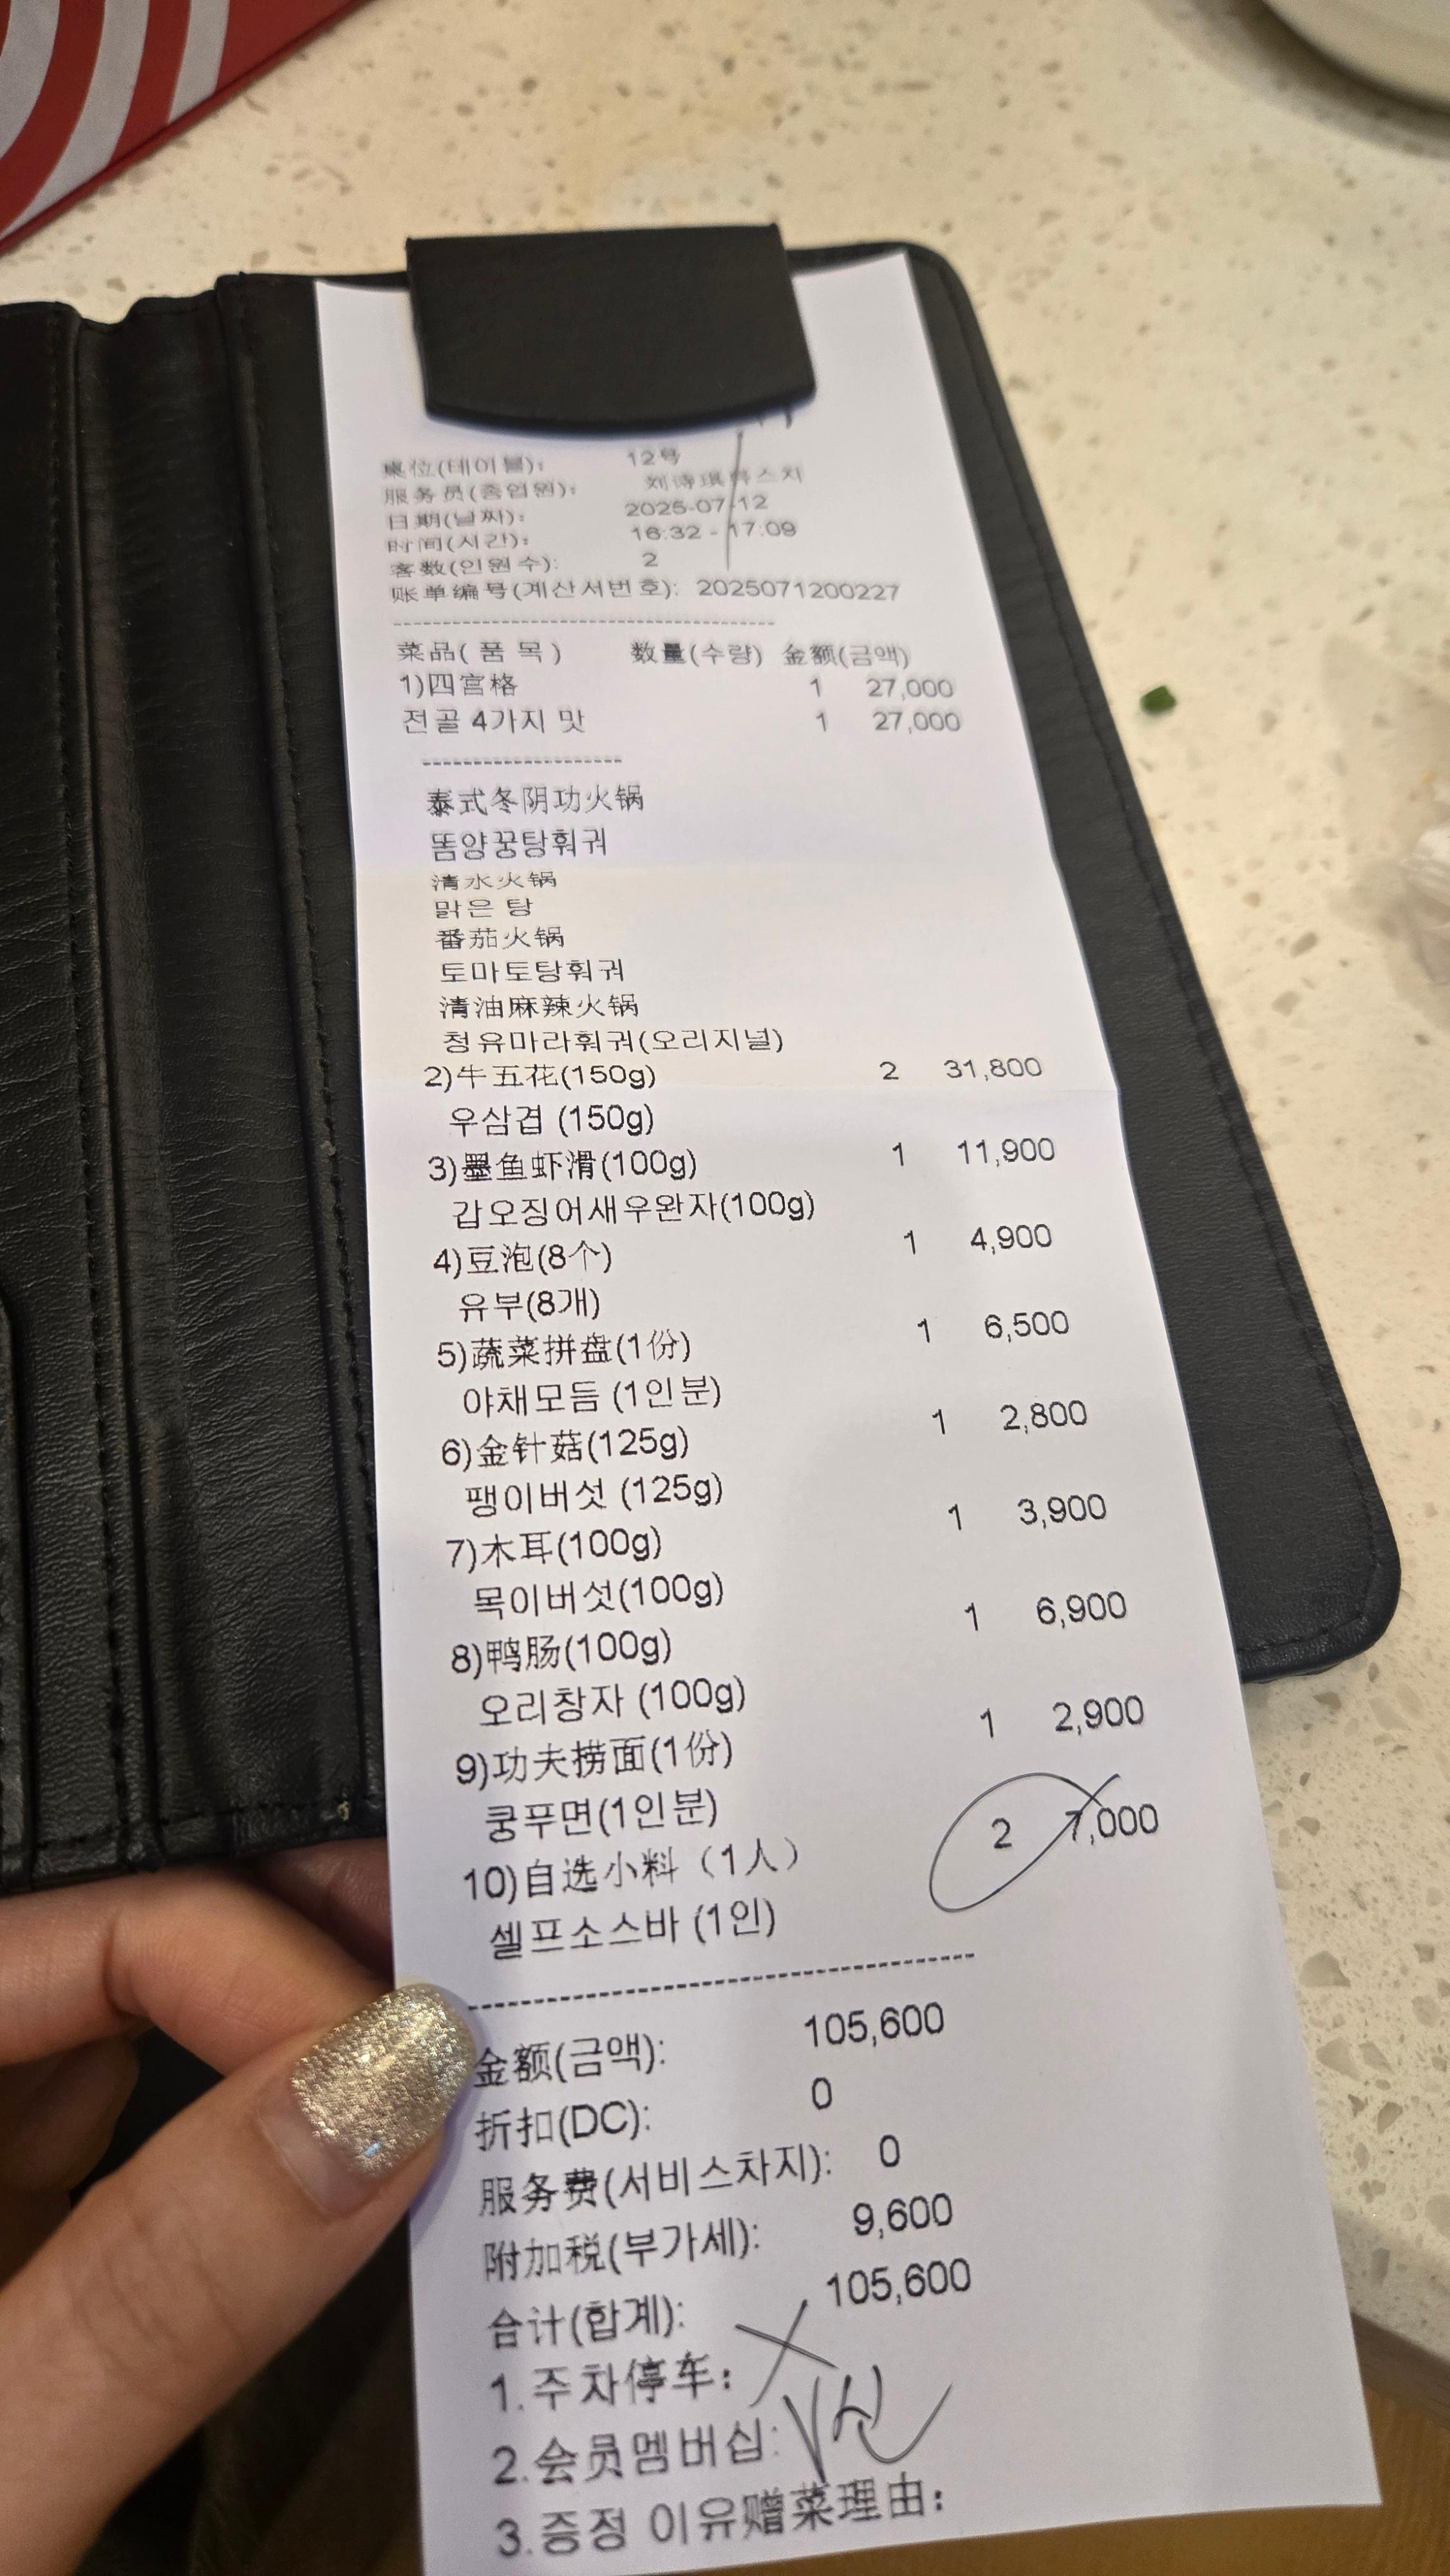 桌位(테이블): 12号
服务员(종업원): 刘诗琪류스치
日期(날짜): 2025-07-12
时间(시간): 16:32 - 17:09
客数(인원수): 2
账单编号(계산서번호): 2025071200227
菜品( 품 목 ) 数量(수량) 金额(금액)
1)四宫格 1 27,000
전골 4가지 맛 1 27,000
泰式冬阴功火锅
똠양꿍탕훠궈
清水火锅
맑은 탕
番茄火锅
토마토탕훠궈
清油麻辣火锅
청유마라훠궈(오리지널)
2)牛五花(150g) 2 31,800
우삼겹 (150g)
3)墨鱼虾滑(100g) 1 11,900
갑오징어새우완자(100g)
4)豆泡(8个) 1 4,900
유부(8개)
5)蔬菜拼盘(1份) 1 6,500
야채모듬 (1인분)
6)金针菇(125g) 1 2,800
팽이버섯 (125g)
7)木耳(100g) 1 3,900
목이버섯(100g)
8)鸭肠(100g) 1 6,900
오리창자 (100g)
9)功夫捞面(1份) 1 2,900
쿵푸면(1인분)
10)自选小料（1人） 2 7,000
셀프소스바 (1인)
金额(금액): 105,600
折扣(DC): 0
服务费(서비스차지): 0
附加税(부가세): 9,600
合计(합계): 105,600
1.주차停车:
2.会员멤버십:
3.증정 이유赠菜理由: